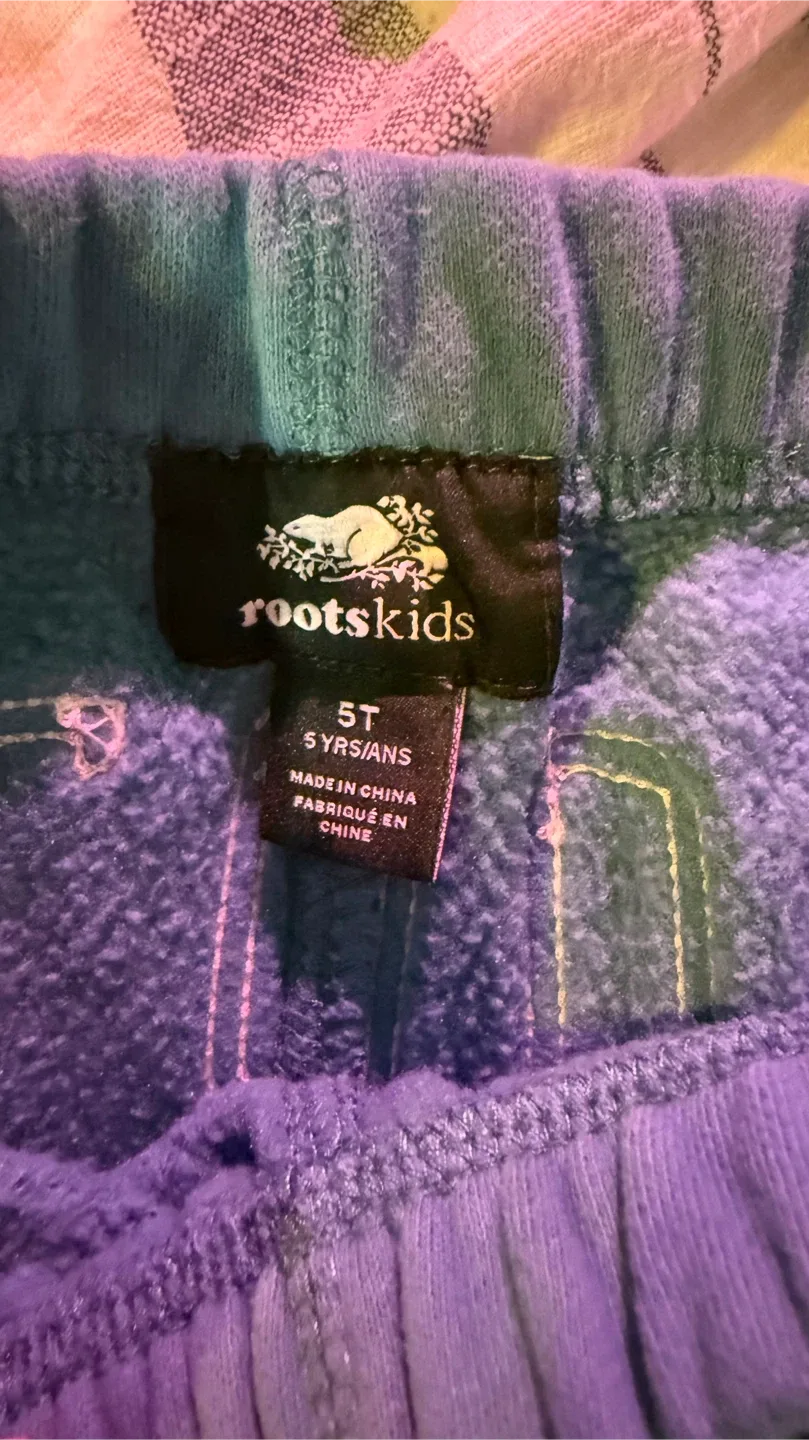 rootskids
5T
5 YRS/ANS
MADE IN CHINA
FABRIQUÉ EN
CHINE